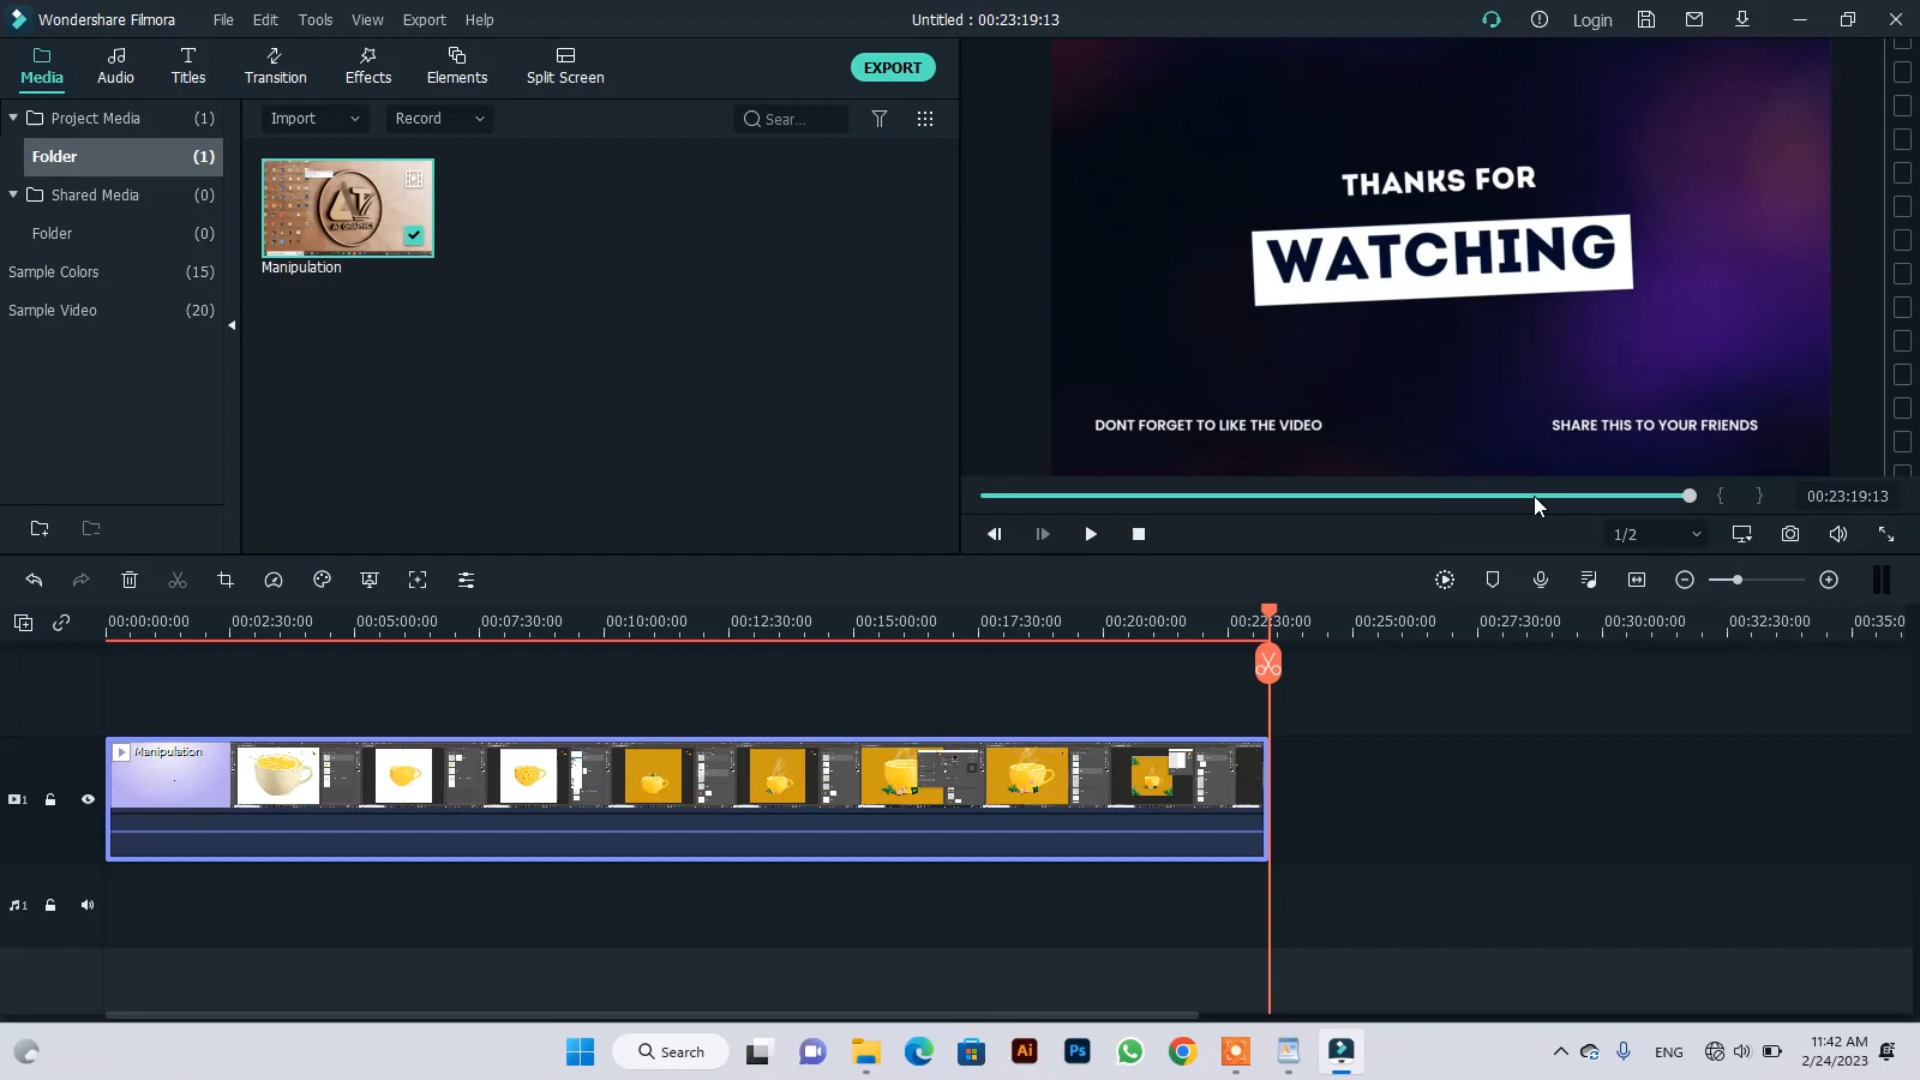 Wondershare Filmora
File Edit Tools View Export Help
Untitled : 00:23:19:13
Login
Media Audio Titles Transition Effects Elements Split Screen
EXPORT
Project Media (1)
Folder (1)
Shared Media (0)
Folder (0)
Sample Colors (15)
Sample Video (20)
Import Record Sear...
AT GRAPHIC
Manipulation
THANKS FOR
WATCHING
DONT FORGET TO LIKE THE VIDEO SHARE THIS TO YOUR FRIENDS
{ } 00:23:19:13
1/2
00:00:00:00 00:02:30:00 00:05:00:00 00:07:30:00 00:10:00:00 00:12:30:00 00:15:00:00 00:17:30:00 00:20:00:00 00:22:30:00 00:25:00:00 00:27:30:00 00:30:00:00 00:32:30:00 00:35:0
Manipulation
1
1
Search
Ai
Ps
ENG
11:42 AM
2/24/2023